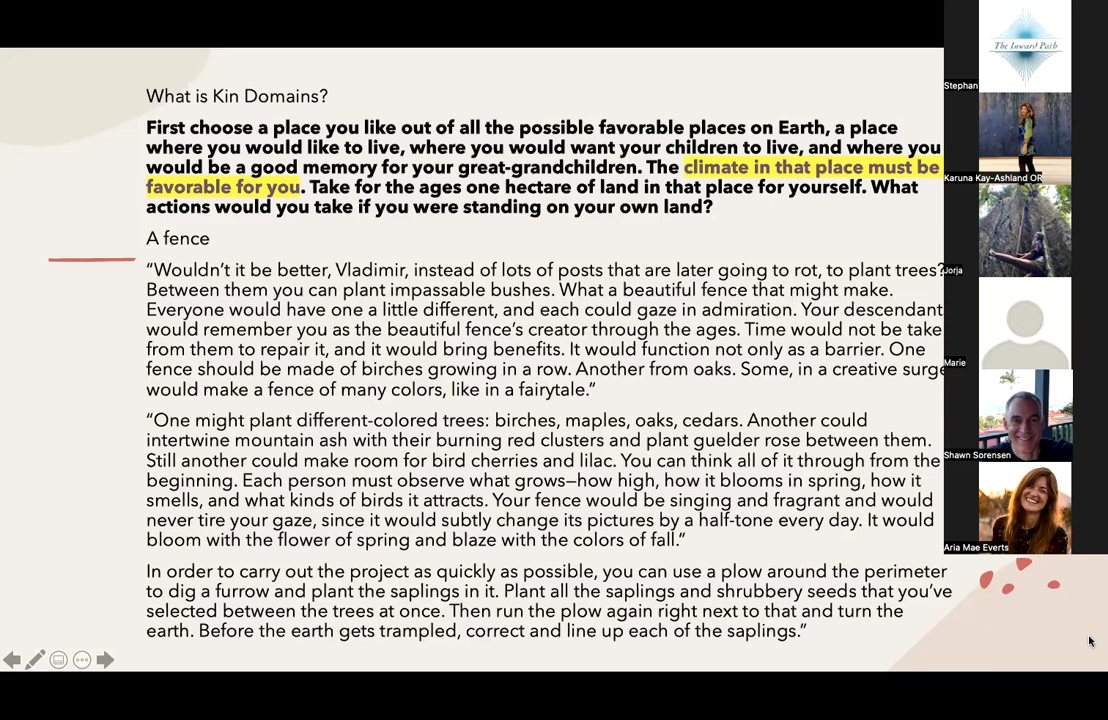 What is Kin Domains?
First choose a place you like out of all the possible favorable places on Earth, a place
where you would like to live, where you would want your children to live, and where you
would be a good memory for your great-grandchildren. The climate in that place must be
favorable for you. Take for the ages one hectare of land in that place for yourself. What
actions would you take if you were standing on your own land?
A fence
“Wouldn’t it be better, Vladimir, instead of lots of posts that are later going to rot, to plant trees?
Between them you can plant impassable bushes. What a beautiful fence that might make.
Everyone would have one a little different, and each could gaze in admiration. Your descendant
would remember you as the beautiful fence’s creator through the ages. Time would not be take
from them to repair it, and it would bring benefits. It would function not only as a barrier. One
fence should be made of birches growing in a row. Another from oaks. Some, in a creative surge
would make a fence of many colors, like in a fairytale.”
“One might plant different-colored trees: birches, maples, oaks, cedars. Another could
intertwine mountain ash with their burning red clusters and plant guelder rose between them.
Still another could make room for bird cherries and lilac. You can think all of it through from the
beginning. Each person must observe what grows—how high, how it blooms in spring, how it
smells, and what kinds of birds it attracts. Your fence would be singing and fragrant and would
never tire your gaze, since it would subtly change its pictures by a half-tone every day. It would
bloom with the flower of spring and blaze with the colors of fall.”
In order to carry out the project as quickly as possible, you can use a plow around the perimeter
to dig a furrow and plant the saplings in it. Plant all the saplings and shrubbery seeds that you’ve
selected between the trees at once. Then run the plow again right next to that and turn the
earth. Before the earth gets trampled, correct and line up each of the saplings.”
The Inward Path
Stephan
Karuna Kay-Ashland OR
Jorja
Marie
Shawn Sorensen
Aria Mae Everts